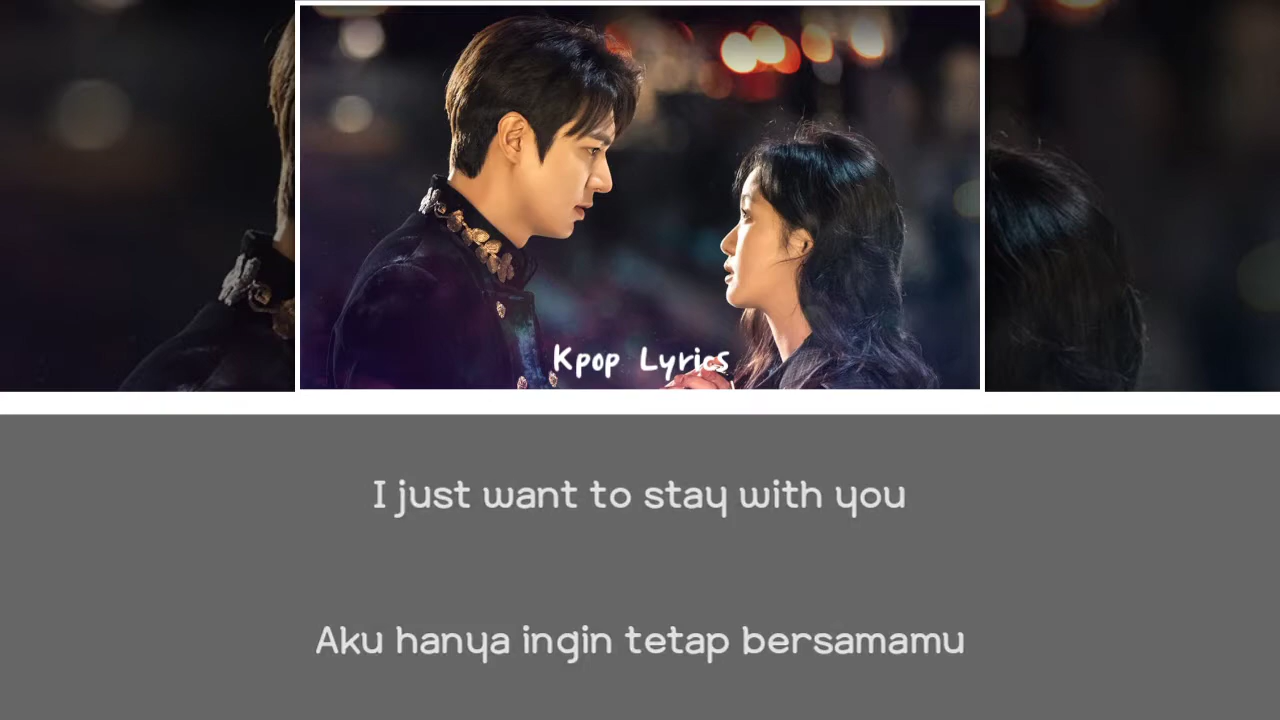 Kpop Lyrics
I just want to stay with you
Aku hanya ingin tetap bersamamu